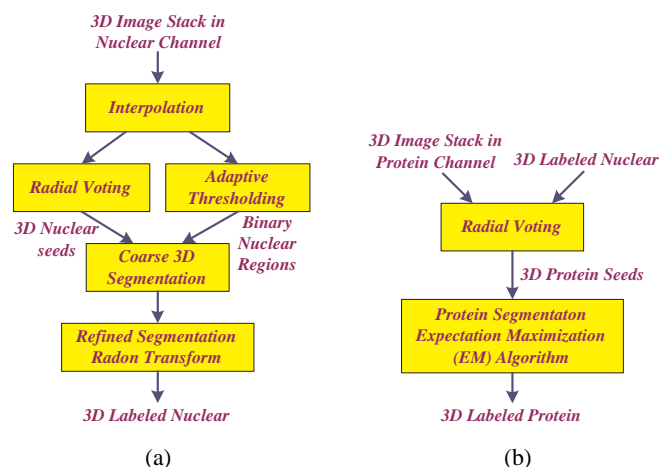 3D Image Stack in
Nuclear Channel
Interpolation
Radial Voting
Adaptive
Thresholding
3D Nuclear
seeds
Binary
Nuclear
Regions
Coarse 3D
Segmentation
Refined Segmentation
Radon Transform
3D Labeled Nuclear
(a)
3D Image Stack in
Protein Channel
3D Labeled Nuclear
Radial Voting
3D Protein Seeds
Protein Segmentaton
Expectation Maximization
(EM) Algorithm
3D Labeled Protein
(b)